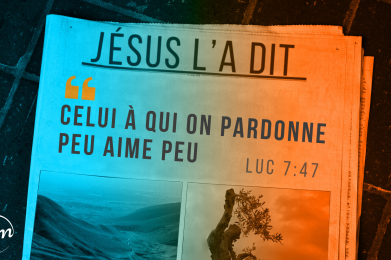 JÉSUS L'A DIT
CELUI À QUI ON PARDONNE
PEU AIME PEU
LUC 7:47